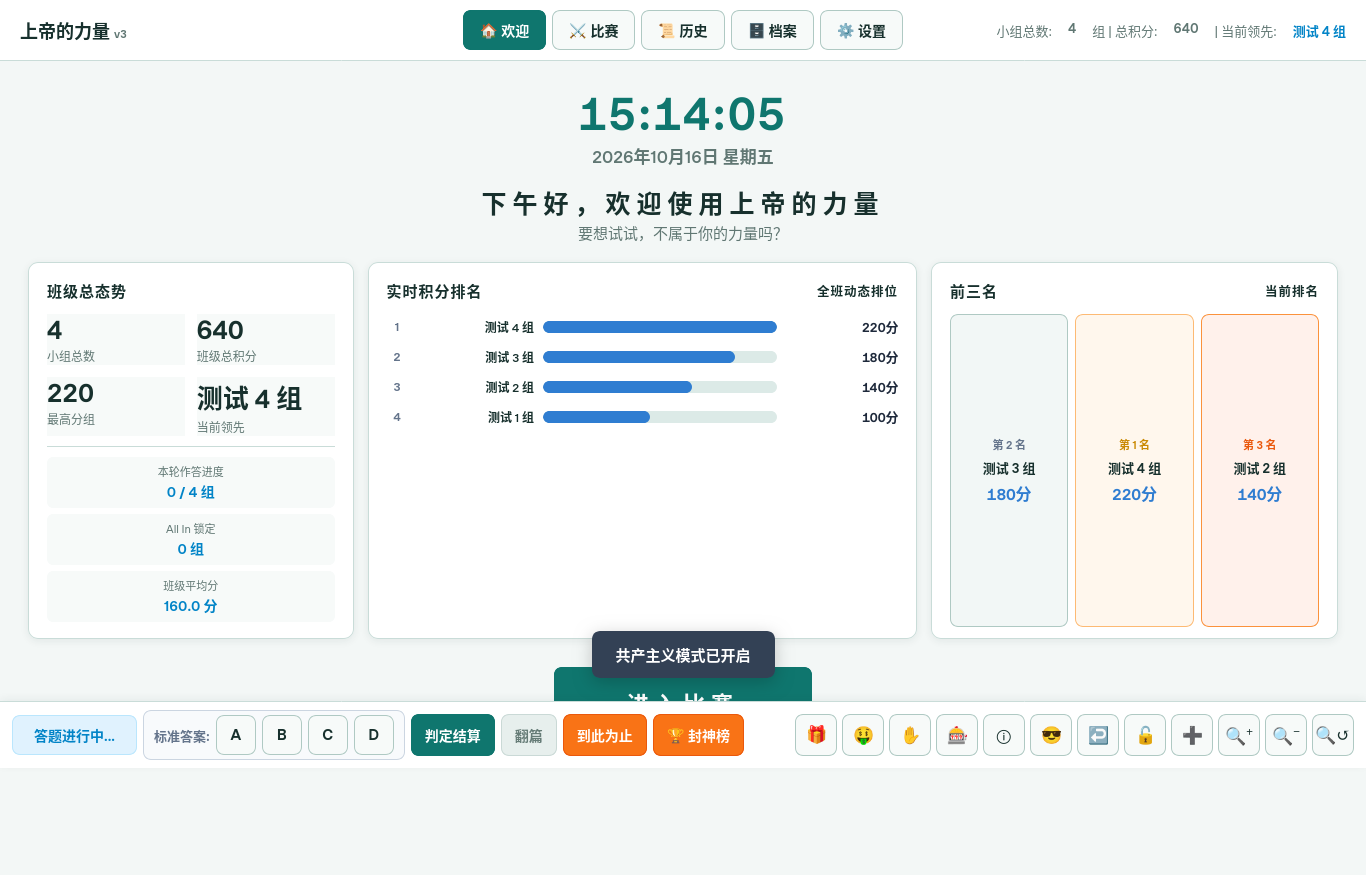 上帝的力量 v3
🏠 欢迎
⚔️ 比赛
📜 历史
🗄️ 档案
⚙️ 设置
小组总数: 4 组 | 总积分: 640 | 当前领先: 测试 4 组
15:14:05
2026年10月16日 星期五
下午好，欢迎使用上帝的力量
要想试试，不属于你的力量吗?
班级总态势
4
小组总数
640
班级总积分
220
最高分组
测试 4 组
当前领先
本轮作答进度
0 / 4 组
All In 锁定
0 组
班级平均分
160.0 分
实时积分排名
全班动态排位
1 测试 4 组 220分
2 测试 3 组 180分
3 测试 2 组 140分
4 测试 1 组 100分
前三名
当前排名
第 2 名
测试 3 组
180分
第 1 名
测试 4 组
220分
第 3 名
测试 2 组
140分
共产主义模式已开启
进入比赛
答题进行中...
标准答案:
A
B
C
D
判定结算
翻篇
到此为止
🏆 封神榜